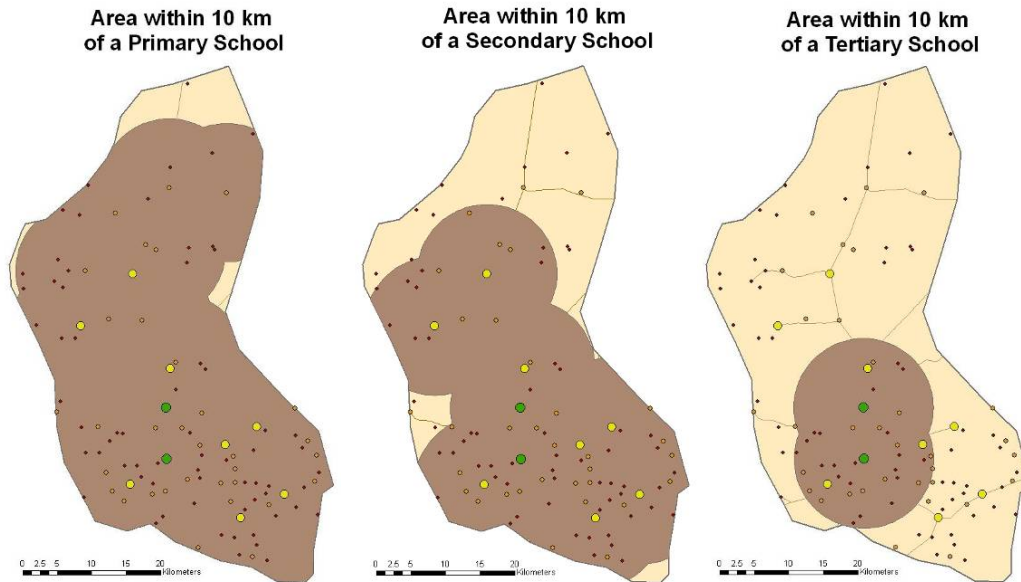 Area within 10 km
of a Primary School
Area within 10 km
of a Secondary School
Area within 10 km
of a Tertiary School
0 2.5 5 10 15 20
Kilometers
0 2.5 5 10 15 20
Kilometers
0 2.5 5 10 15 20
Kilometers